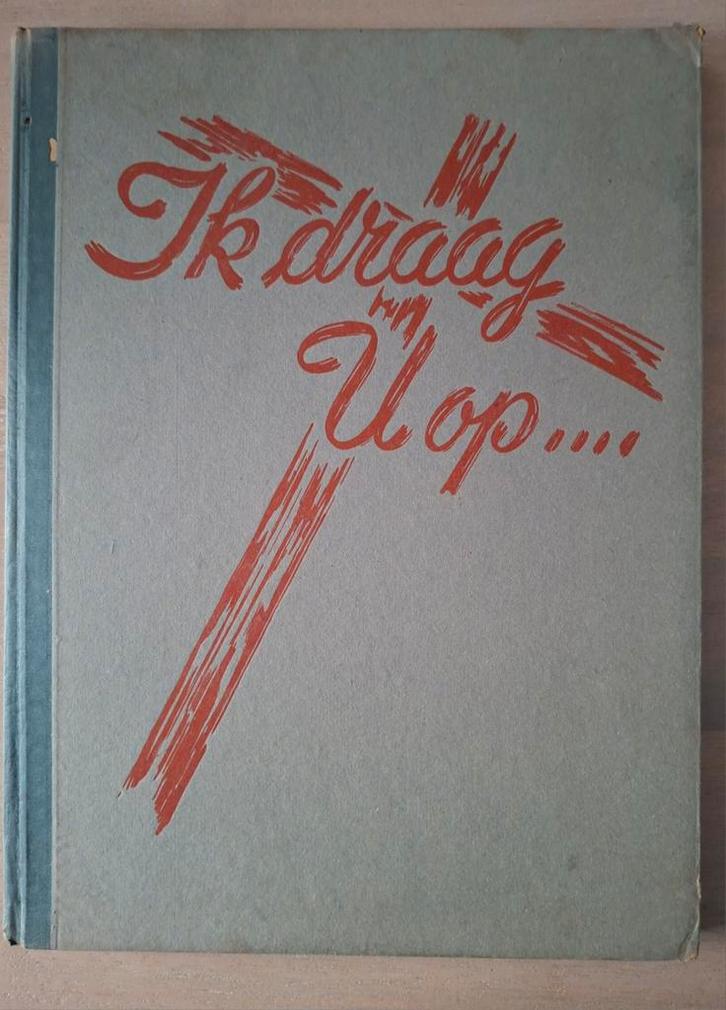 Ik draag
U op....